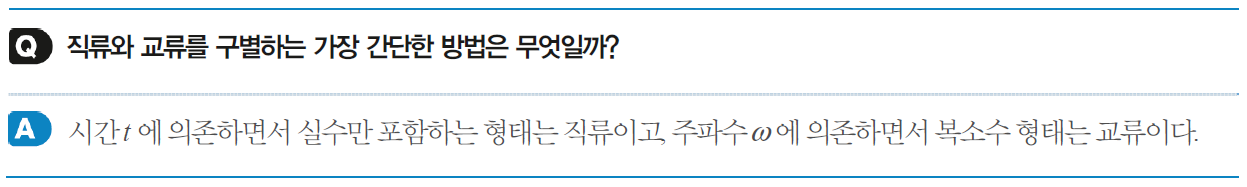 Q 직류와 교류를 구별하는 가장 간단한 방법은 무엇일까?
A 시간 t 에 의존하면서 실수만 포함하는 형태는 직류이고, 주파수 ω 에 의존하면서 복소수 형태는 교류이다.